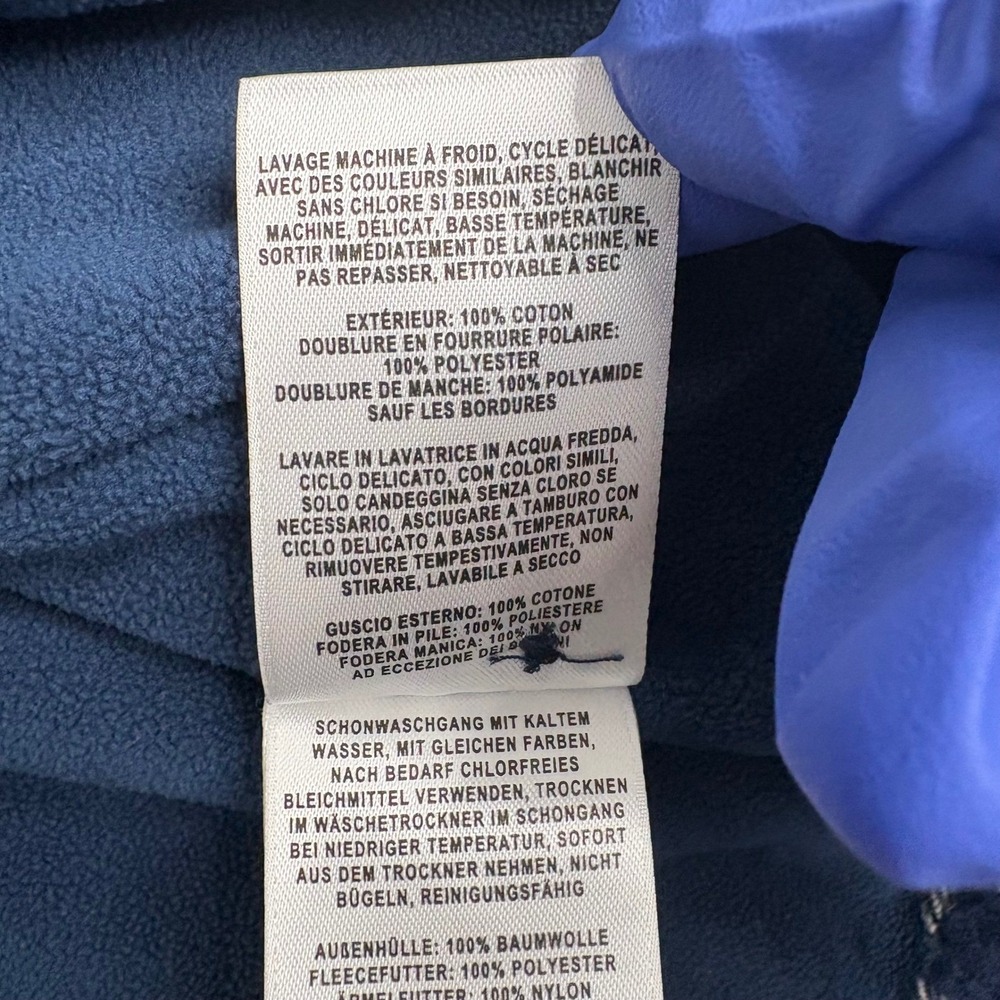 LAVAGE MACHINE À FROID, CYCLE DÉLICAT,
AVEC DES COULEURS SIMILAIRES, BLANCHIR
SANS CHLORE SI BESOIN, SÉCHAGE
MACHINE, DÉLICAT, BASSE TEMPÉRATURE,
SORTIR IMMÉDIATEMENT DE LA MACHINE, NE
PAS REPASSER, NETTOYABLE À SEC
EXTÉRIEUR: 100% COTON
DOUBLURE EN FOURRURE POLAIRE:
100% POLYESTER
DOUBLURE DE MANCHE: 100% POLYAMIDE
SAUF LES BORDURES
LAVARE IN LAVATRICE IN ACQUA FREDDA,
CICLO DELICATO, CON COLORI SIMILI,
SOLO CANDEGGINA SENZA CLORO SE
NECESSARIO, ASCIUGARE A TAMBURO CON
CICLO DELICATO A BASSA TEMPERATURA,
RIMUOVERE TEMPESTIVAMENTE, NON
STIRARE, LAVABILE A SECCO
GUSCIO ESTERNO: 100% COTONE
FODERA IN PILE: 100% POLIESTERE
FODERA MANICA: 100%
AD ECCEZIONE DEI
SCHONWASCHGANG MIT KALTEM
WASSER, MIT GLEICHEN FARBEN,
NACH BEDARF CHLORFREIES
BLEICHMITTEL VERWENDEN, TROCKNEN
IM WÄSCHETROCKNER IM SCHONGANG
BEI NIEDRIGER TEMPERATUR, SOFORT
AUS DEM TROCKNER NEHMEN, NICHT
BÜGELN, REINIGUNGSFÄHIG
AUßENHÜLLE: 100% BAUMWOLLE
FLEECEFUTTER: 100% POLYESTER
ÄRMELFUTTER: 100% NYLON